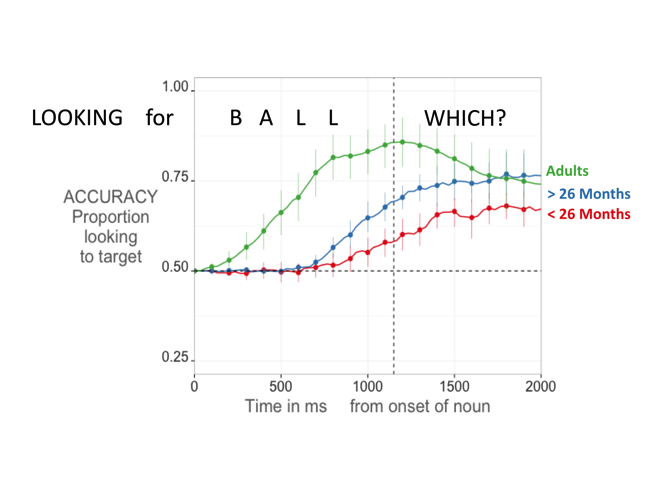 1.00
LOOKING for B A L L WHICH?
ACCURACY
Proportion
looking
to target
0.75
0.50
0.25
Adults
> 26 Months
< 26 Months
0 500 1000 1500 2000
Time in ms from onset of noun